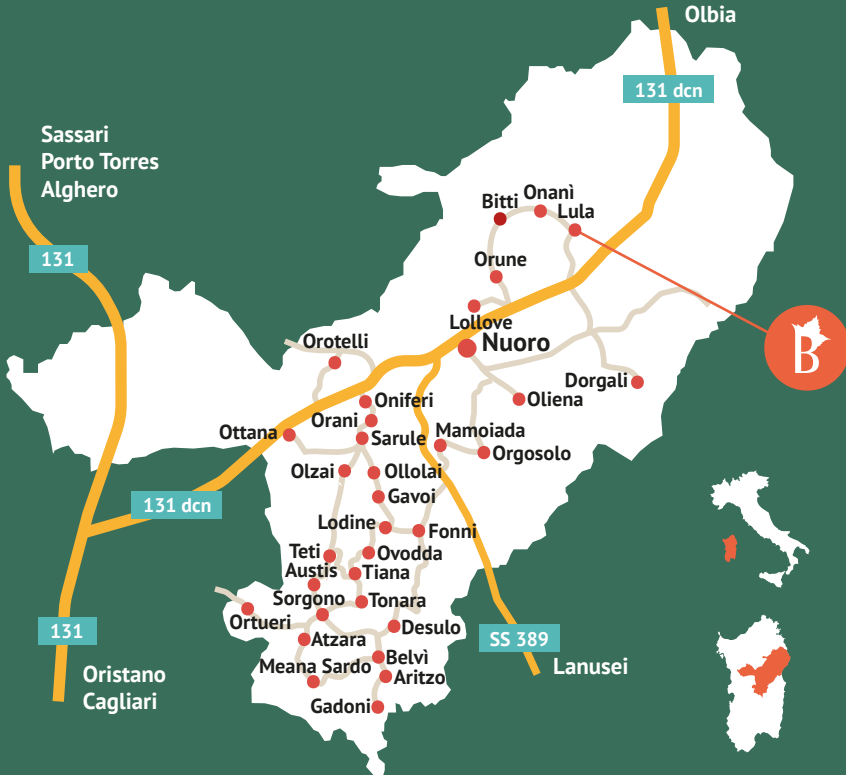 Olbia
131 dcn
Sassari
Porto Torres
Alghero
131
Onanì
Bitti
Lula
Orune
Lollove
Nuoro
B
Orotelli
Dorgali
Oniferi
Oliena
Orani
Ottana
Sarule
Mamoiada
Orgosolo
Olzai
Ollolai
Gavoi
131 dcn
Lodine
Fonni
Teti
Ovodda
Austis
Tiana
Sorgono
Tonara
Ortueri
Desulo
131
Atzara
SS 389
Belvì
Meana Sardo
Lanusei
Aritzo
Oristano
Cagliari
Gadoni